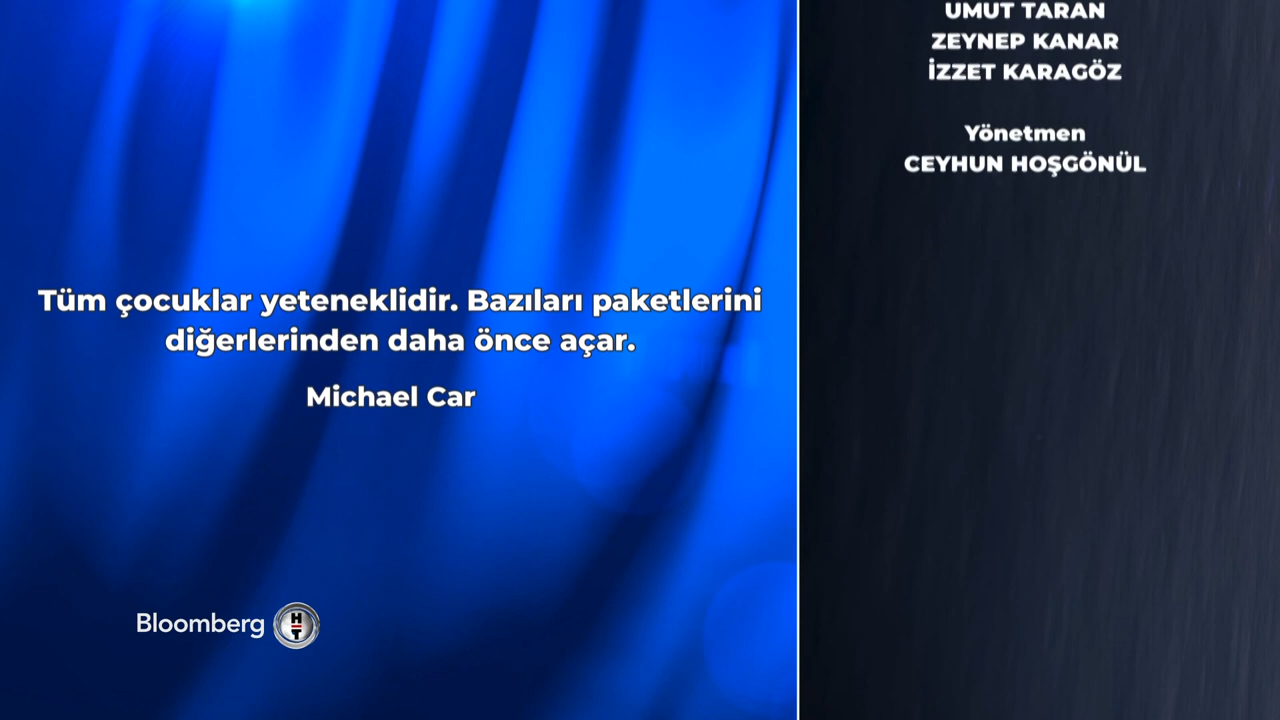 Tüm çocuklar yeteneklidir. Bazıları paketlerini
diğerlerinden daha önce açar.
Michael Car
Bloomberg HT
UMUT TARAN
ZEYNEP KANAR
İZZET KARAGÖZ
Yönetmen
CEYHUN HOŞGÖNÜL